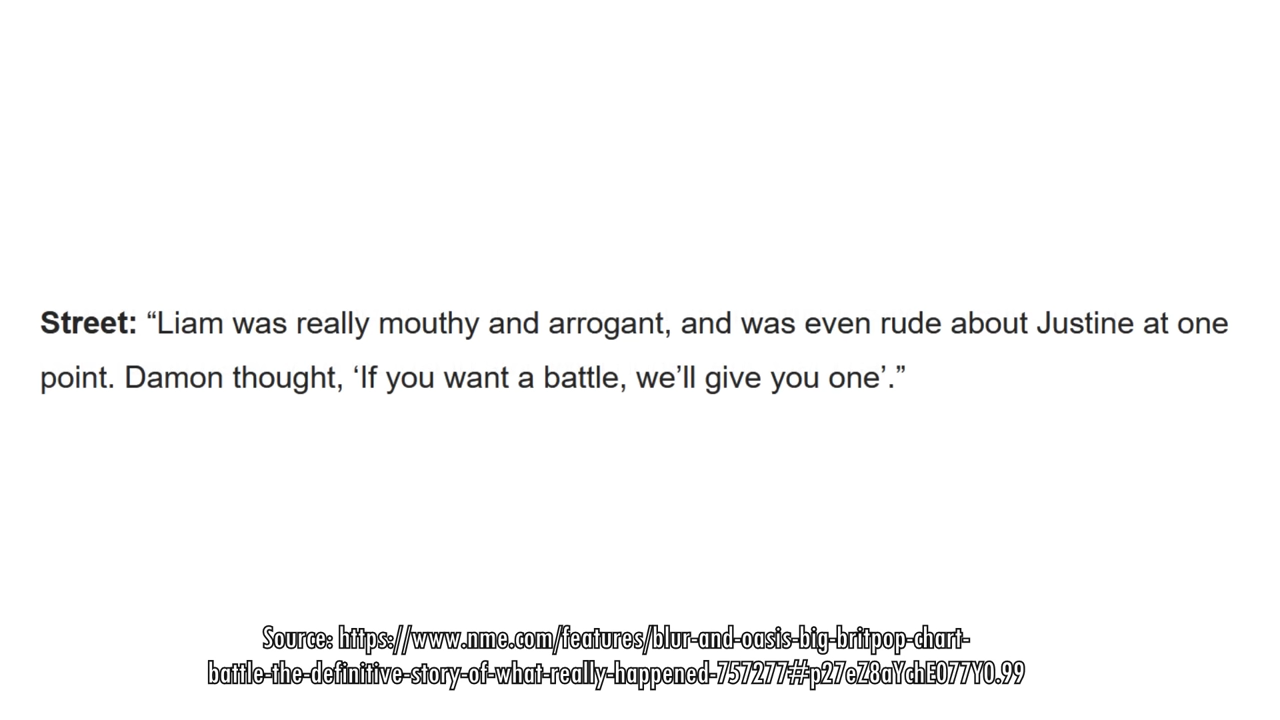 Street: “Liam was really mouthy and arrogant, and was even rude about Justine at one
point. Damon thought, ‘If you want a battle, we’ll give you one’.”
Source: https://www.nme.com/features/blur-and-oasis-big-britpop-chart-
battle-the-definitive-story-of-what-really-happened-757277#p27eZ8aYchE077Y0.99